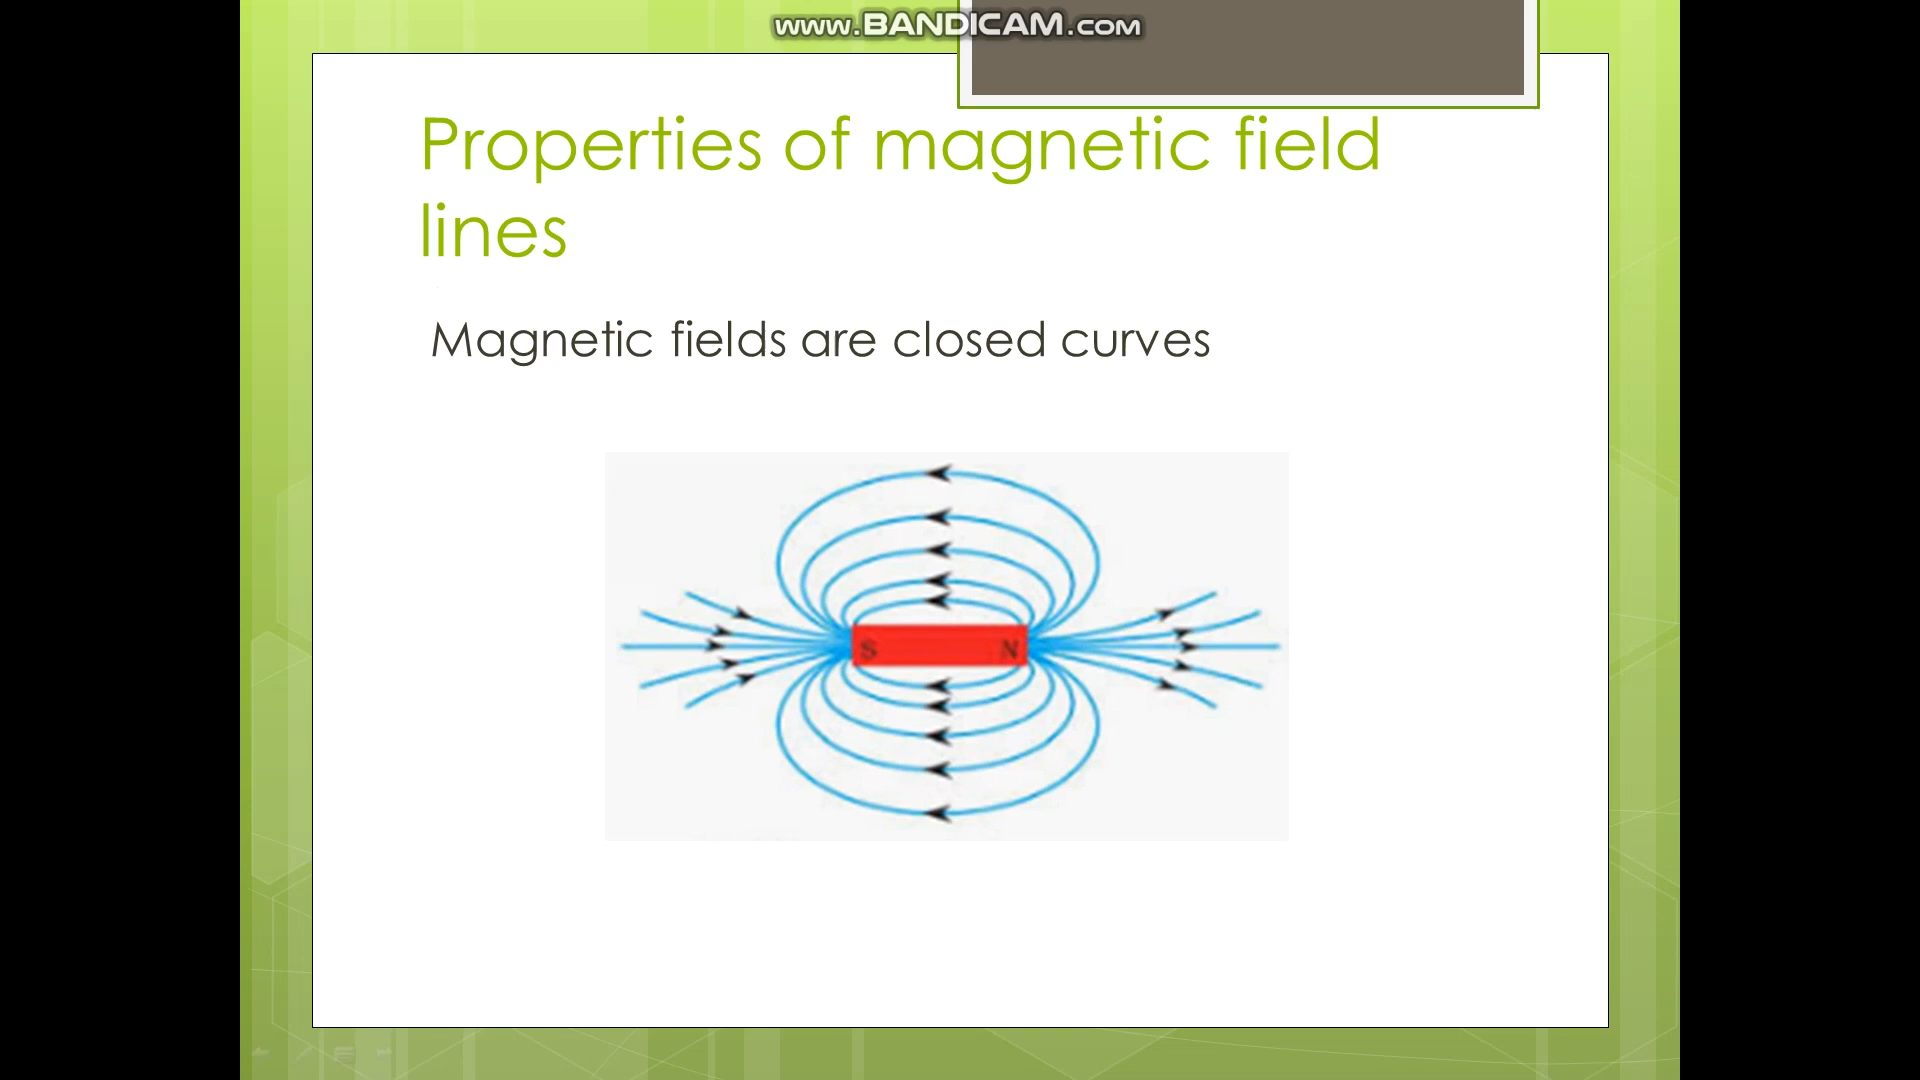 www.BANDICAM.com
Properties of magnetic field
lines
Magnetic fields are closed curves
S N